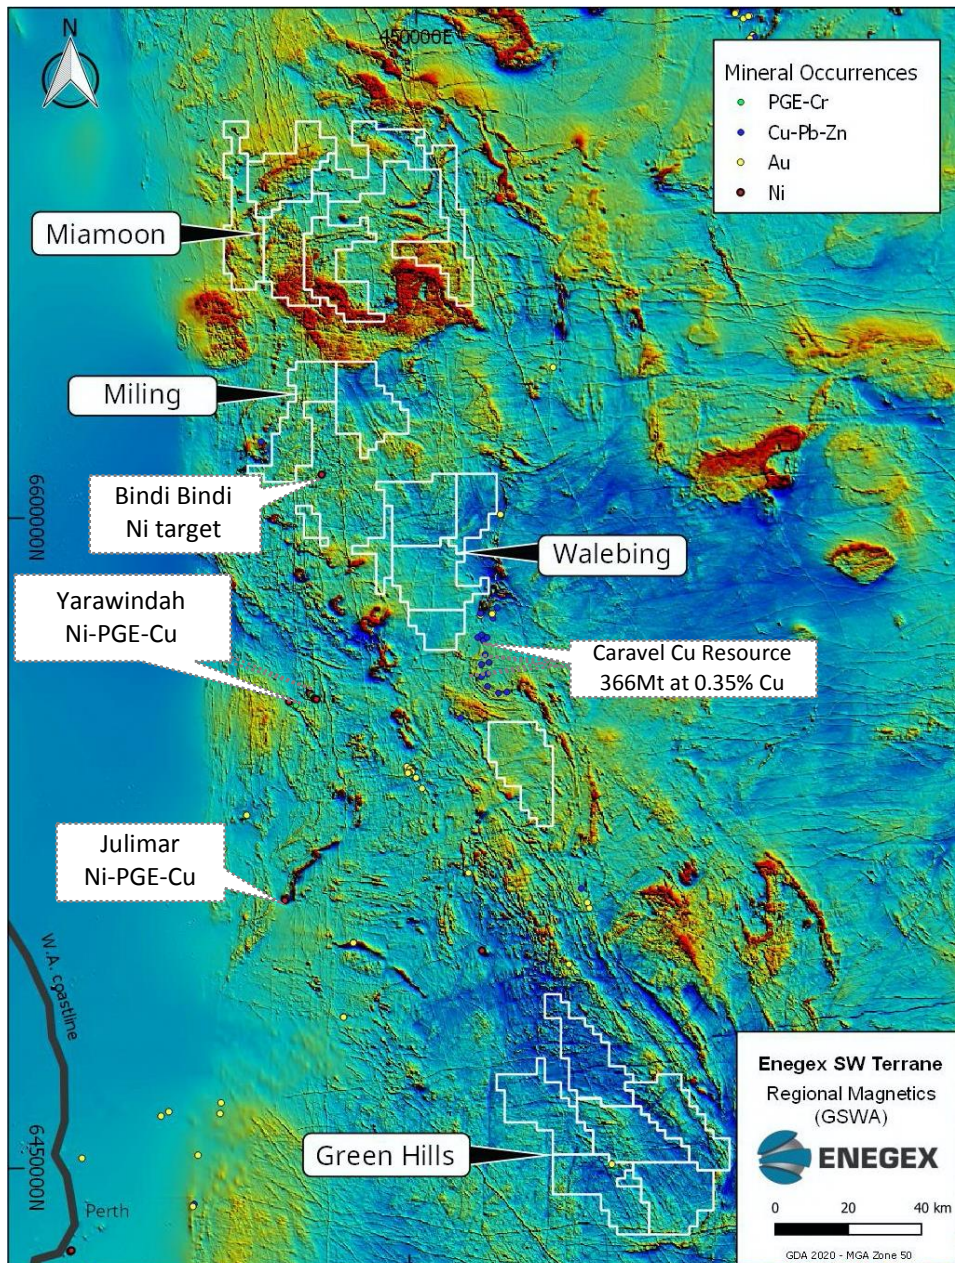 450000E
N
Mineral Occurrences
PGE-Cr
Cu-Pb-Zn
Au
Ni
Miamoon
Miling
Bindi Bindi
Ni target
6600000N
Walebing
Yarawindah
Ni-PGE-Cu
Caravel Cu Resource
366Mt at 0.35% Cu
Julimar
Ni-PGE-Cu
W.A. coastline
Enegex SW Terrane
Regional Magnetics
(GSWA)
ENEGEX
Green Hills
6450000N
Perth
0 20 40 km
GDA 2020 - MGA Zone 50